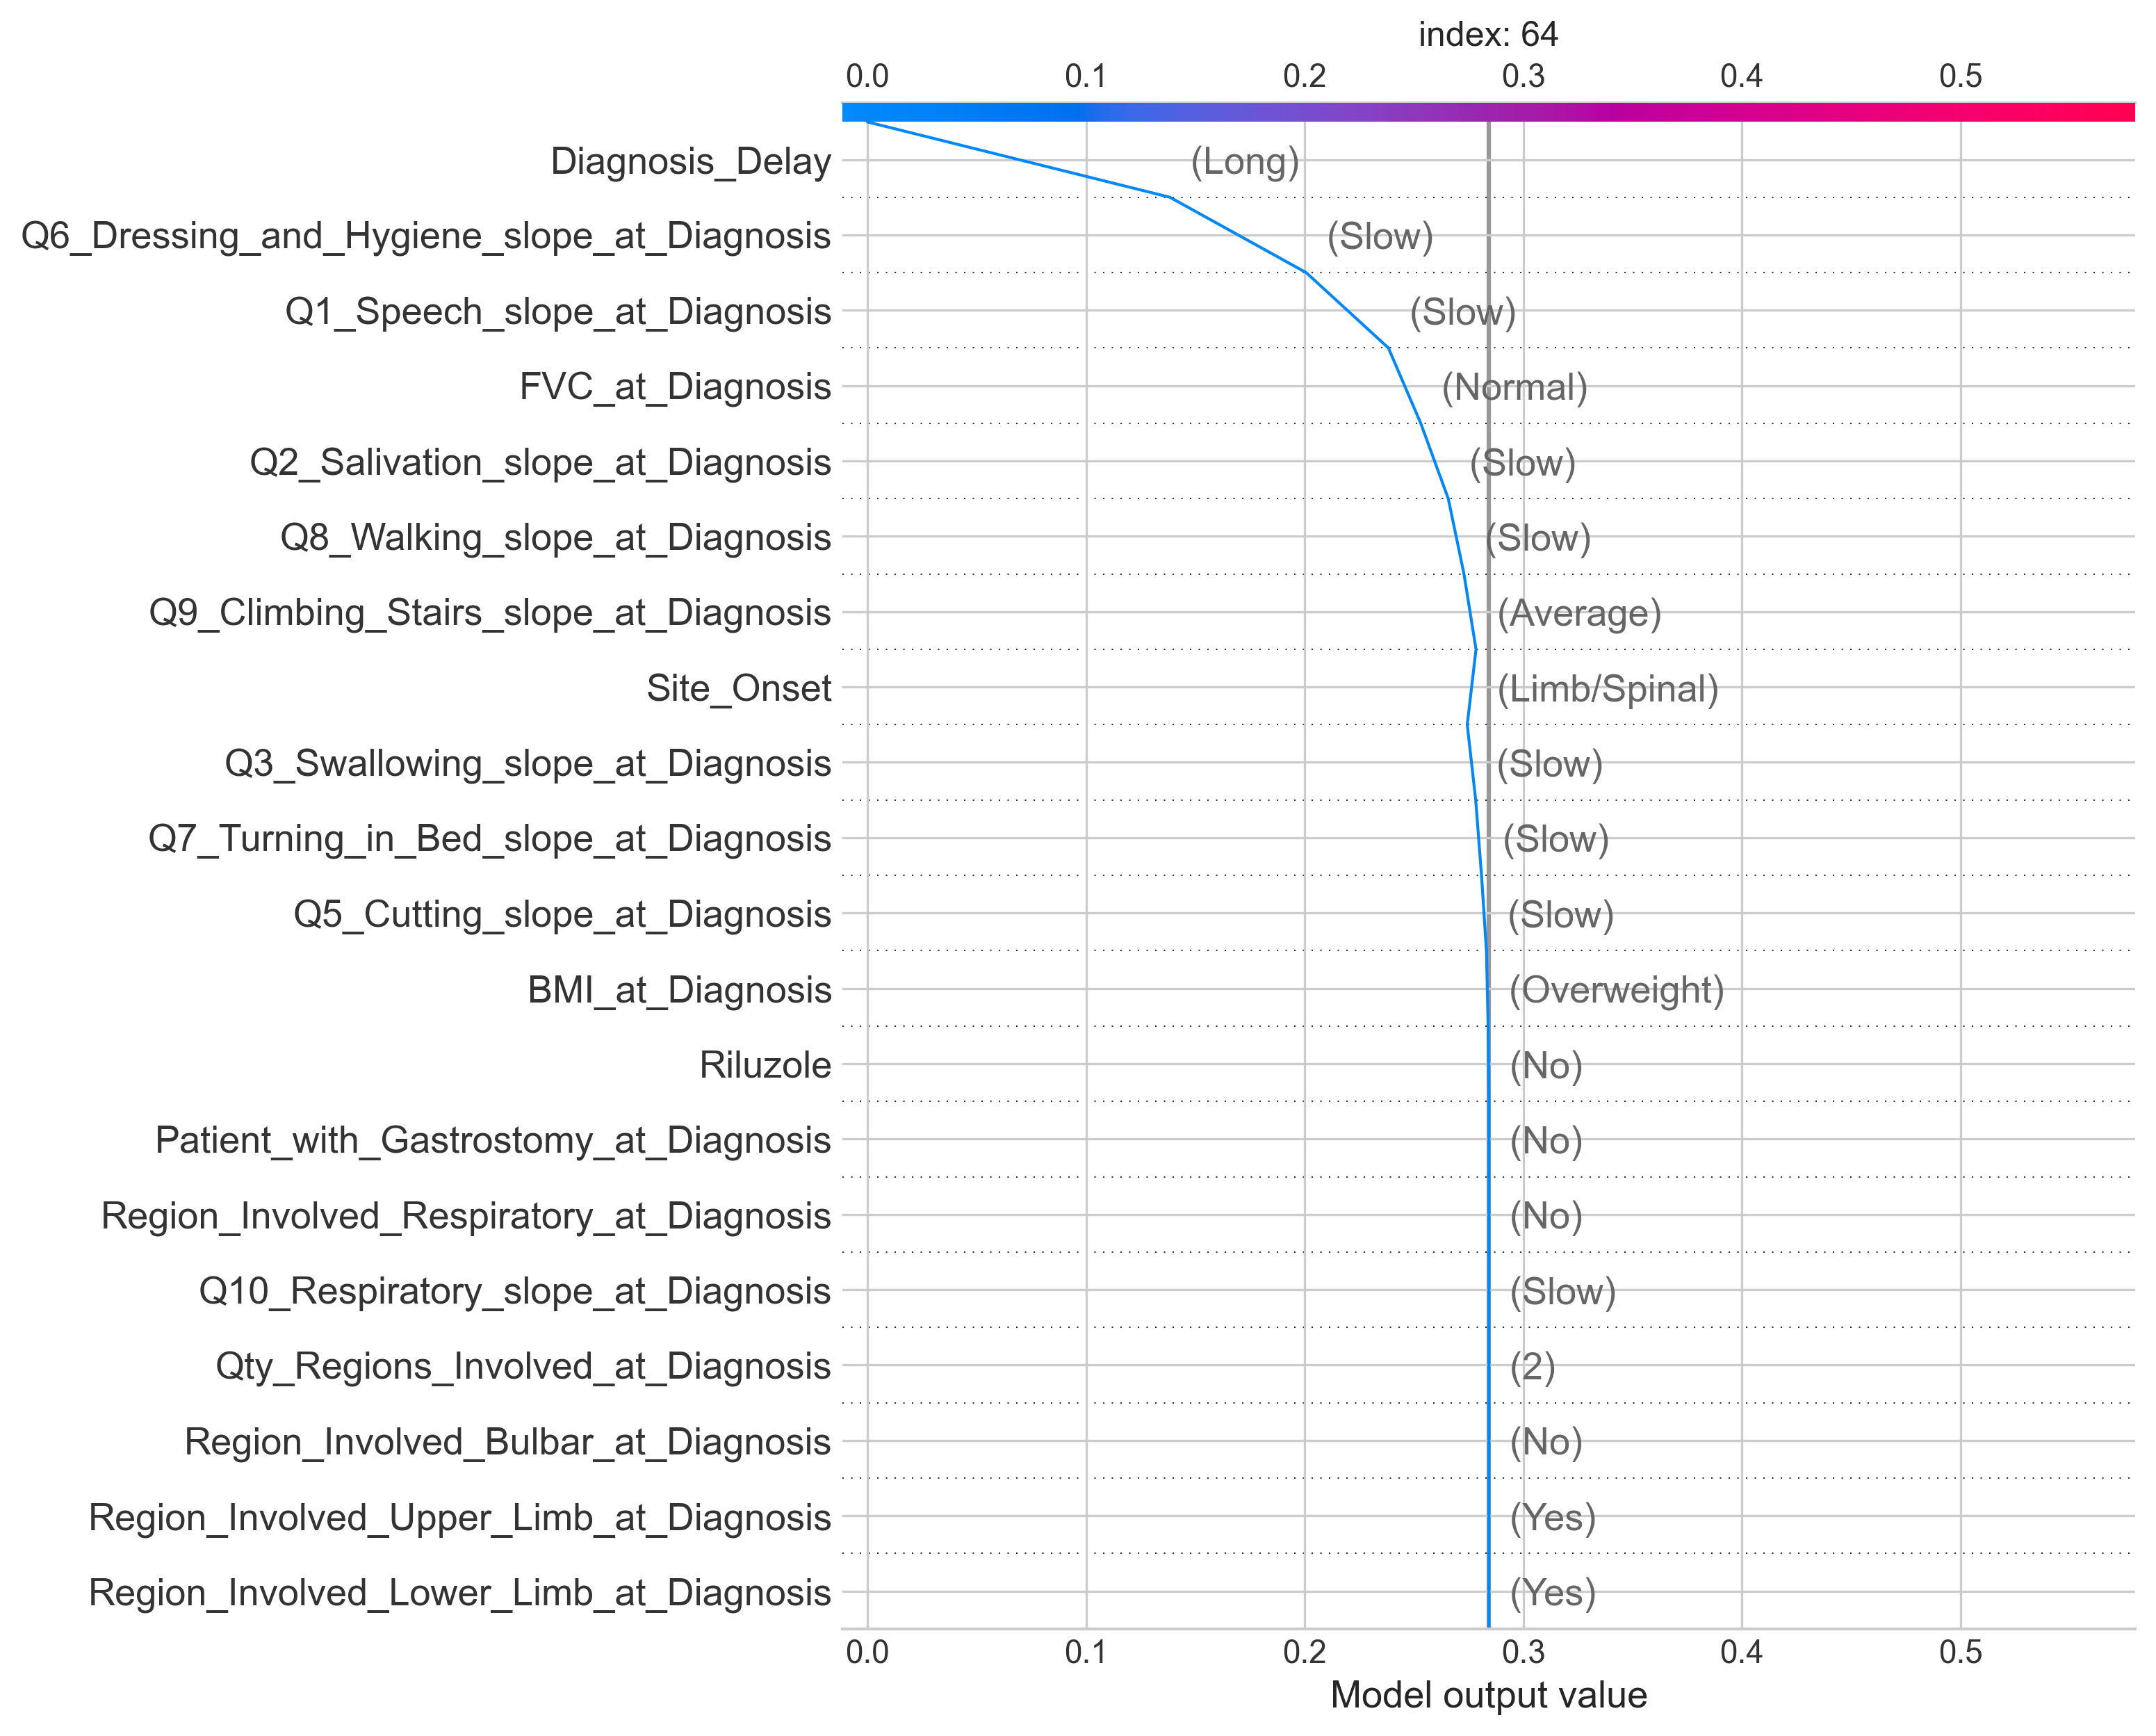 index: 64
0.0 0.1 0.2 0.3 0.4 0.5
Diagnosis_Delay (Long)
Q6_Dressing_and_Hygiene_slope_at_Diagnosis (Slow)
Q1_Speech_slope_at_Diagnosis (Slow)
FVC_at_Diagnosis (Normal)
Q2_Salivation_slope_at_Diagnosis (Slow)
Q8_Walking_slope_at_Diagnosis (Slow)
Q9_Climbing_Stairs_slope_at_Diagnosis (Average)
Site_Onset (Limb/Spinal)
Q3_Swallowing_slope_at_Diagnosis (Slow)
Q7_Turning_in_Bed_slope_at_Diagnosis (Slow)
Q5_Cutting_slope_at_Diagnosis (Slow)
BMI_at_Diagnosis (Overweight)
Riluzole (No)
Patient_with_Gastrostomy_at_Diagnosis (No)
Region_Involved_Respiratory_at_Diagnosis (No)
Q10_Respiratory_slope_at_Diagnosis (Slow)
Qty_Regions_Involved_at_Diagnosis (2)
Region_Involved_Bulbar_at_Diagnosis (No)
Region_Involved_Upper_Limb_at_Diagnosis (Yes)
Region_Involved_Lower_Limb_at_Diagnosis (Yes)
0.0 0.1 0.2 0.3 0.4 0.5
Model output value